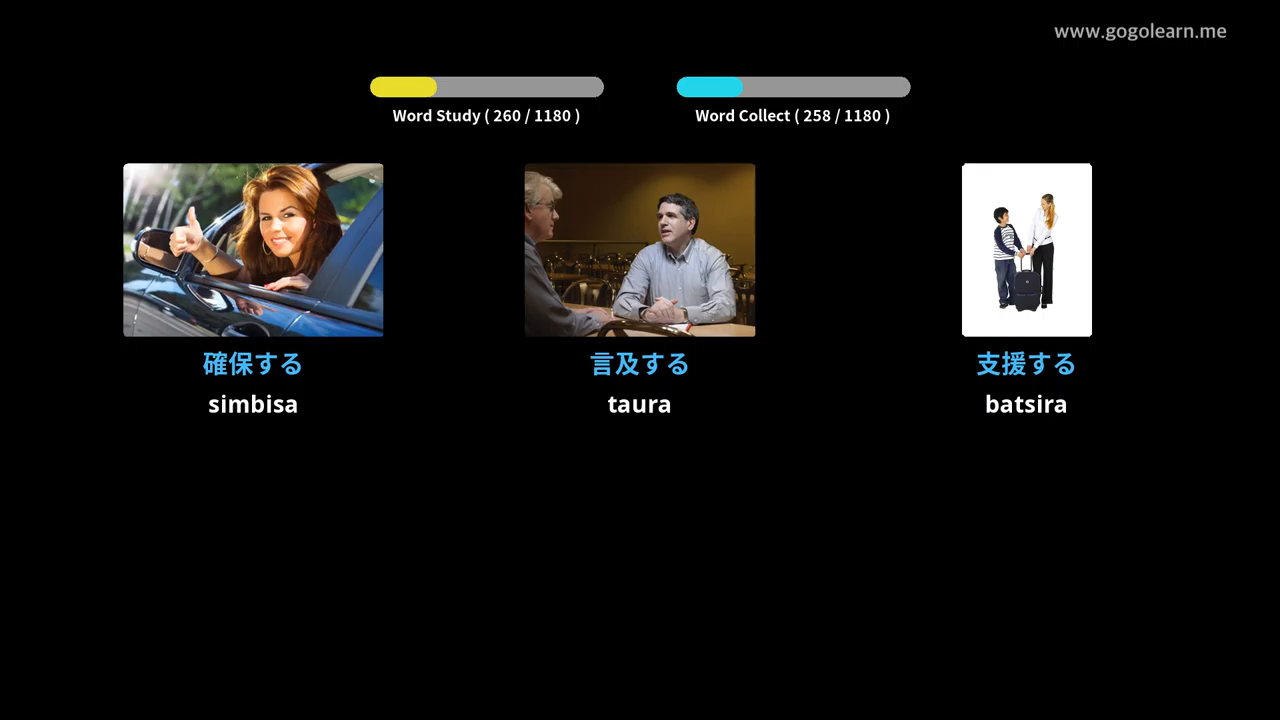 www.gogolearn.me
Word Study ( 260 / 1180 )
Word Collect ( 258 / 1180 )
確保する
言及する
支援する
simbisa
taura
batsira